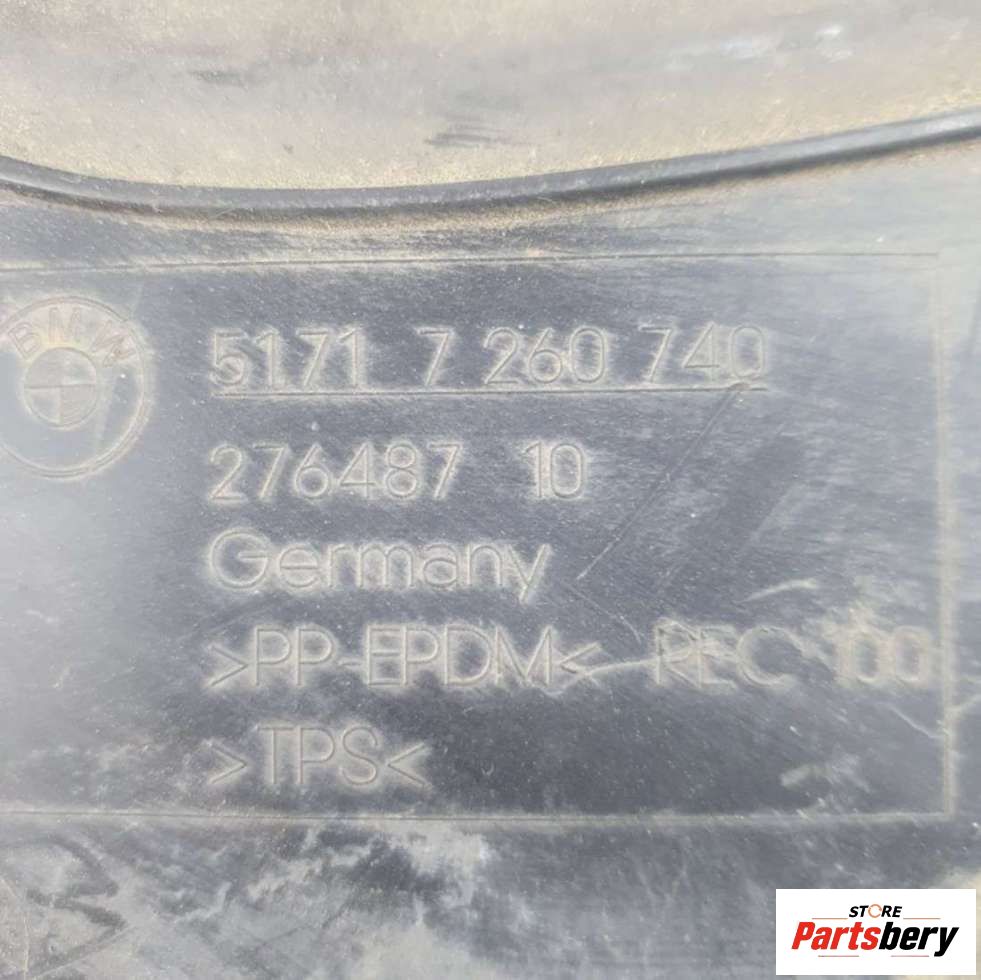 BMW
5171 7 260 740
276487 10
Germany
>PP-EPDM< REC 100
>TPS<
STORE
Partsbery